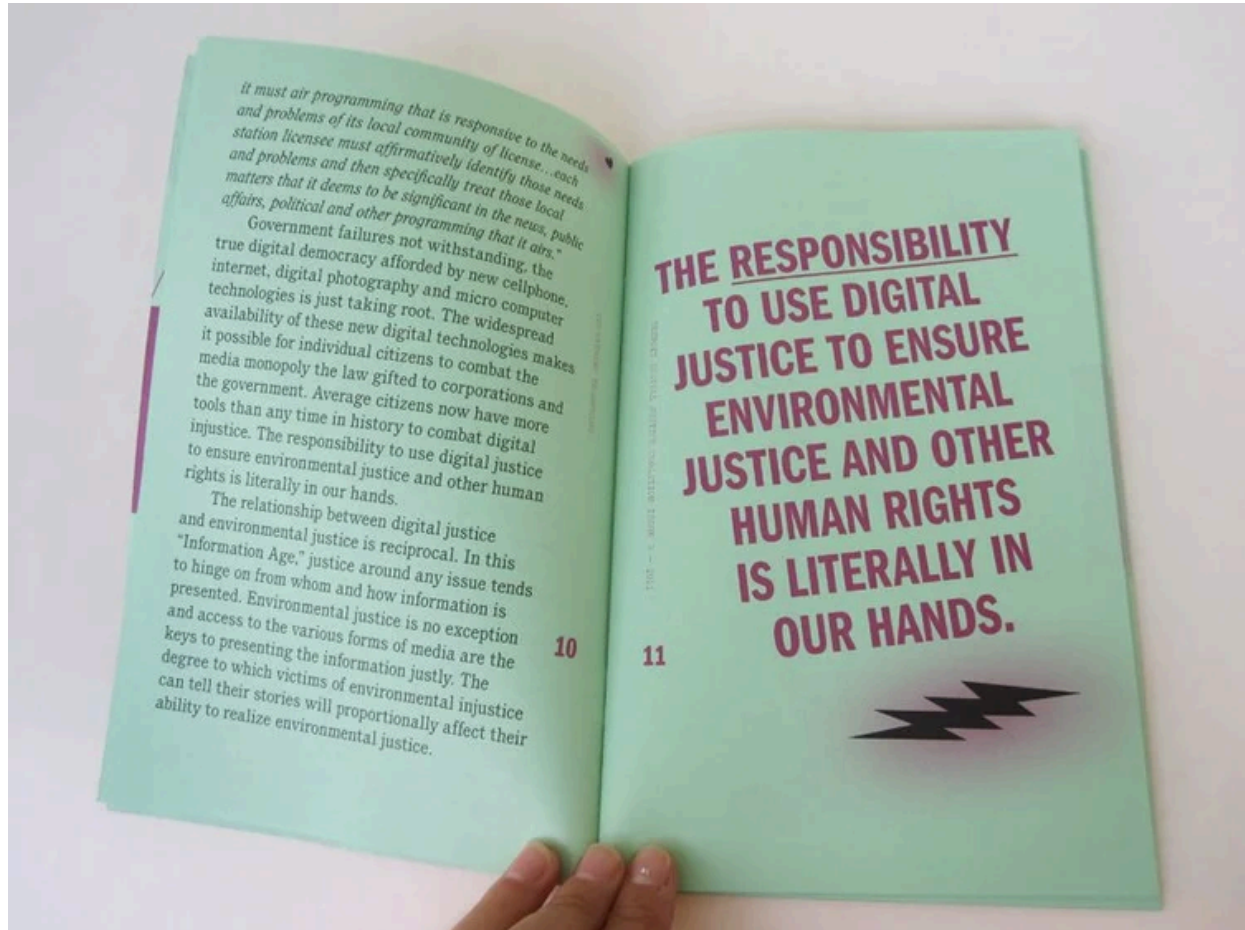 it must air programming that is responsive to the needs
and problems of its local community of license...each
station licensee must affirmatively identify those needs
and problems and then specifically treat those local
matters that it deems to be significant in the news, public
affairs, political and other programming that it airs."
Government failures not withstanding, the
true digital democracy afforded by new cellphone,
internet, digital photography and micro computer
technologies is just taking root. The widespread
availability of these new digital technologies makes
it possible for individual citizens to combat the
media monopoly the law gifted to corporations and
the government. Average citizens now have more
tools than any time in history to combat digital
injustice. The responsibility to use digital justice
to ensure environmental justice and other human
rights is literally in our hands.
The relationship between digital justice
and environmental justice is reciprocal. In this
"Information Age," justice around any issue tends
to hinge on from whom and how information is
presented. Environmental justice is no exception
and access to the various forms of media are the
keys to presenting the information justly. The
degree to which victims of environmental injustice
can tell their stories will proportionally affect their
ability to realize environmental justice.
10
11
THE RESPONSIBILITY
TO USE DIGITAL
JUSTICE TO ENSURE
ENVIRONMENTAL
JUSTICE AND OTHER
HUMAN RIGHTS
IS LITERALLY IN
OUR HANDS.